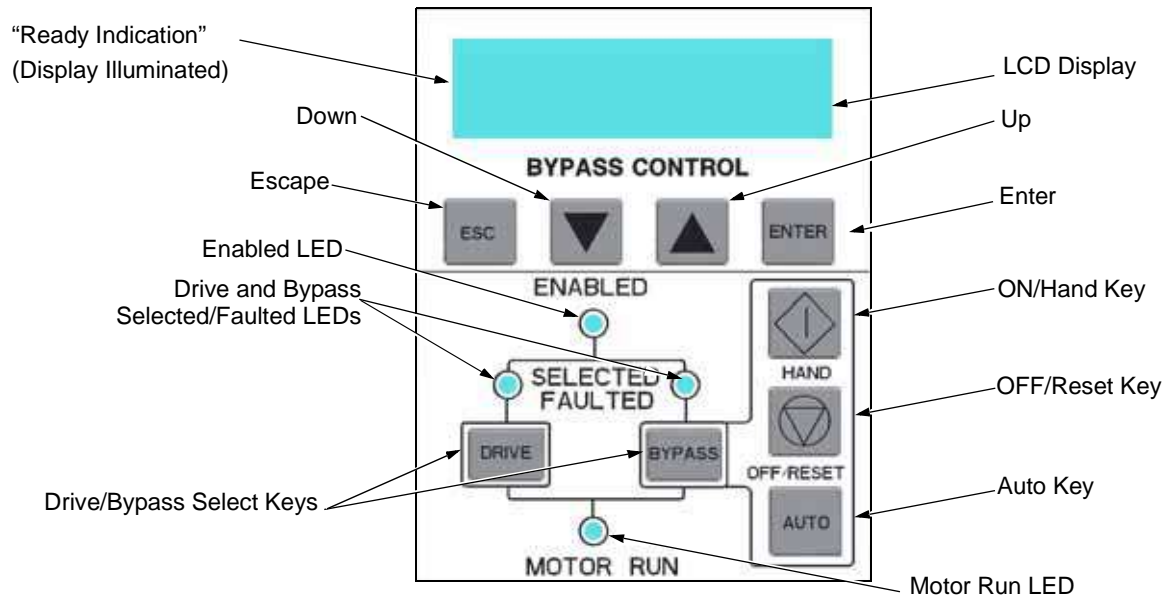 “Ready Indication”
(Display Illuminated)
LCD Display
Down
Up
BYPASS CONTROL
Escape
Enter
ESC
ENTER
Enabled LED
ENABLED
Drive and Bypass
Selected/Faulted LEDs
ON/Hand Key
SELECTED
FAULTED
HAND
OFF/Reset Key
DRIVE
BYPASS
OFF/RESET
Drive/Bypass Select Keys
Auto Key
AUTO
MOTOR RUN
Motor Run LED